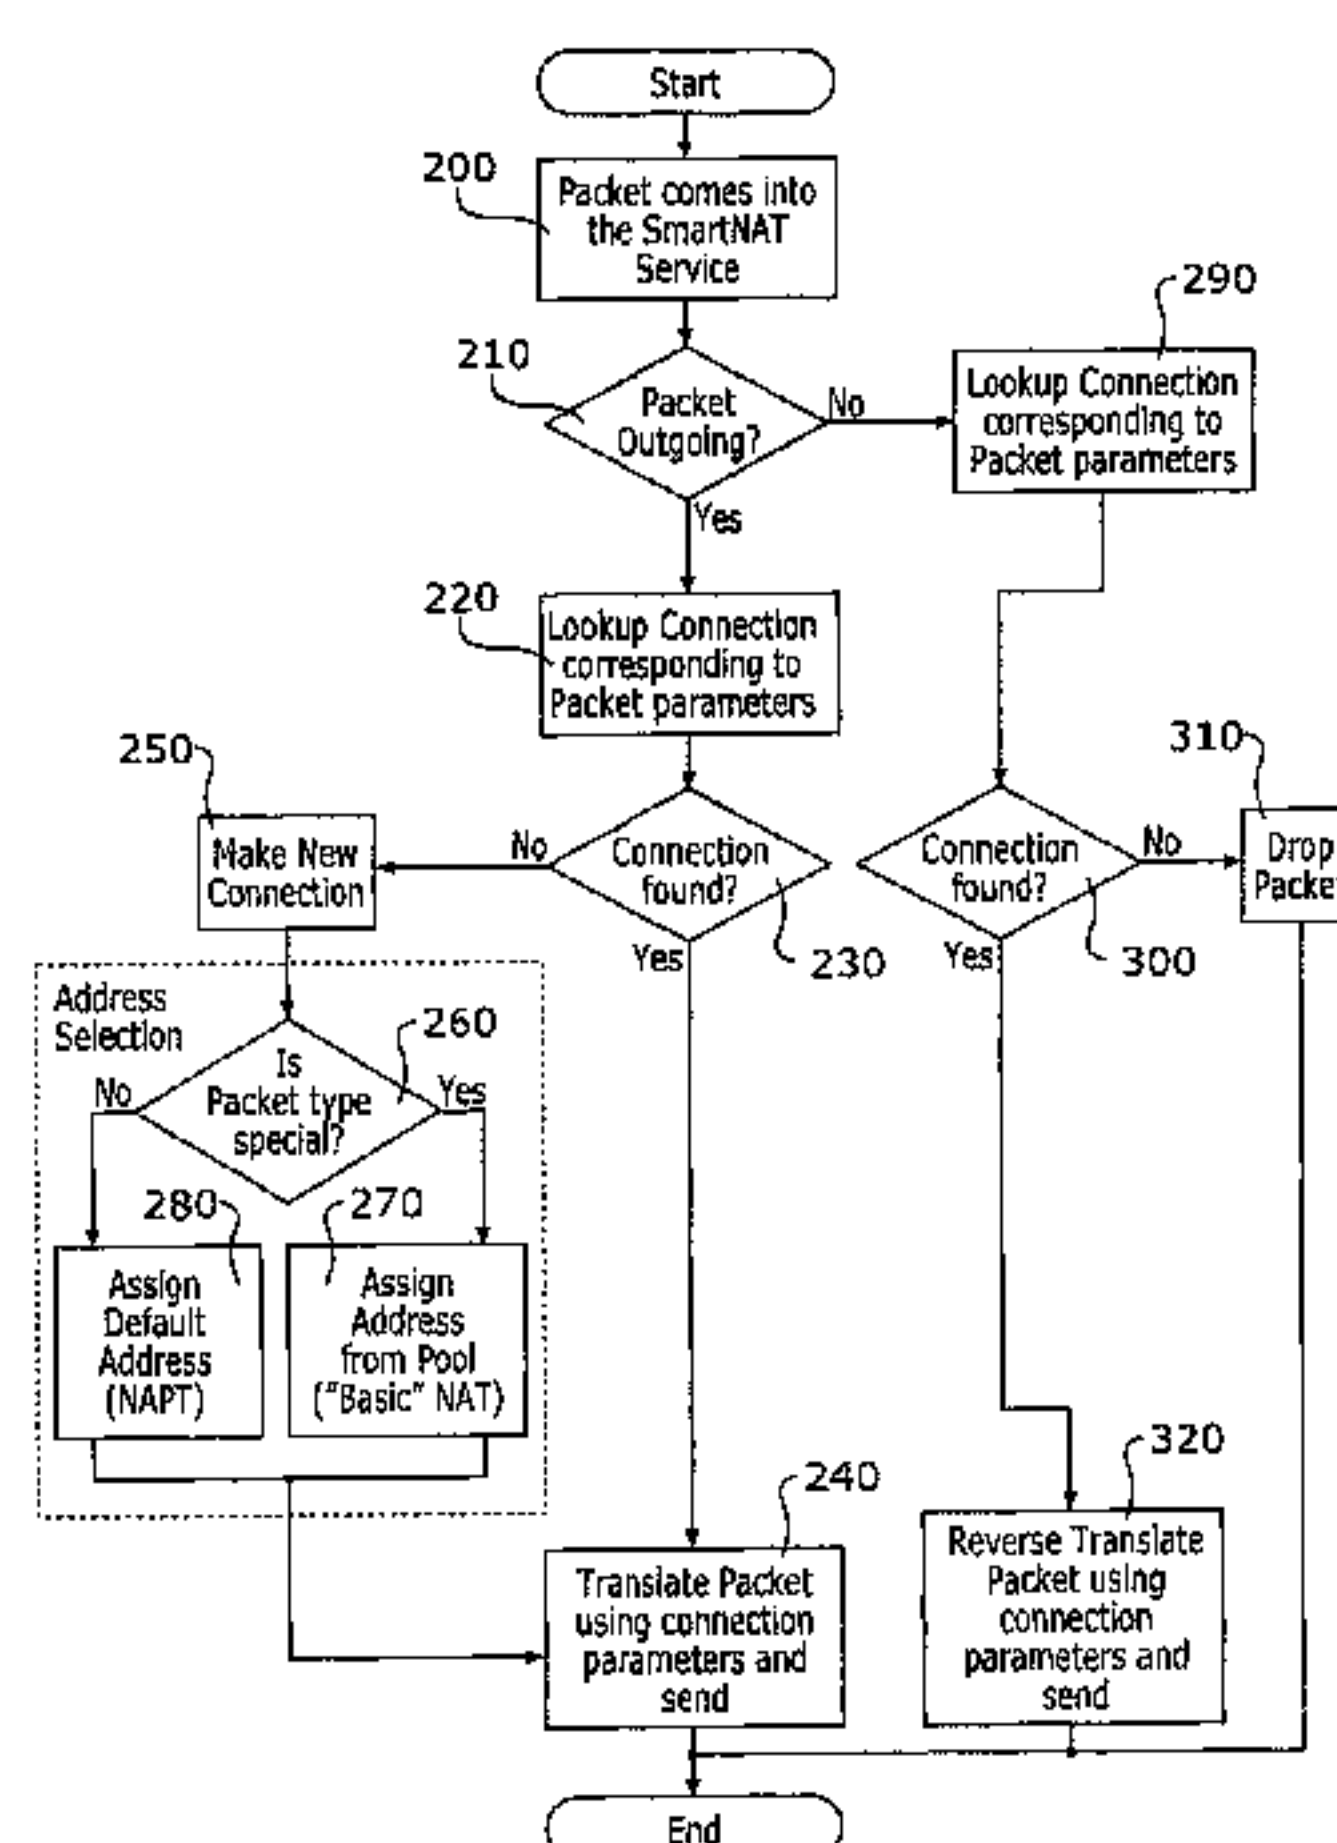 Start
200
Packet comes into
the SmartNAT
Service
290
210
Packet
Outgoing?
No
Lookup Connection
corresponding to
Packet parameters
Yes
220
Lookup Connection
corresponding to
Packet parameters
250
310
Make New
Connection
No
Connection
found?
230
Yes
Connection
found?
300
No
Yes
Drop
Packe
Address
Selection
260
Is
Packet type
special?
No
Yes
280
270
Assign
Default
Address
(NAPT)
Assign
Address
from Pool
("Basic" NAT)
240
320
Translate Packet
using connection
parameters and
send
Reverse Translate
Packet using
connection
parameters and
send
End